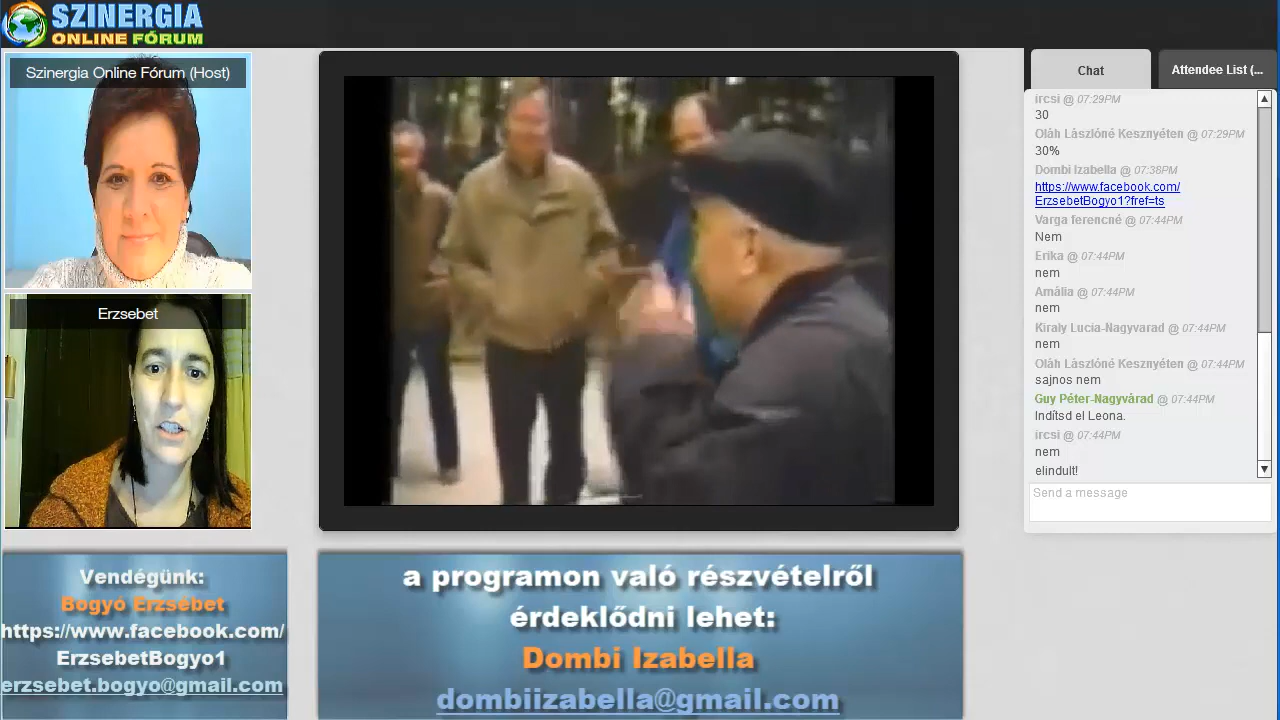 SZINERGIA
ONLINE FÓRUM
Szinergia Online Fórum (Host)
Erzsebet
Vendégünk:
Bogyó Erzsébet
https://www.facebook.com/
ErzsebetBogyo1
erzsebet.bogyo@gmail.com
a programon való részvételről
érdeklődni lehet:
Dombi Izabella
dombiizabella@gmail.com
Chat
Attendee List (...
ircsi @ 07:29PM
30
Oláh Lászlóné Kesznyéten @ 07:29PM
30%
Dombi Izabella @ 07:38PM
https://www.facebook.com/
ErzsebetBogyo1?fref=ts
Varga ferencné @ 07:44PM
Nem
Erika @ 07:44PM
nem
Amália @ 07:44PM
nem
Kiraly Lucia-Nagyvarad @ 07:44PM
nem
Oláh Lászlóné Kesznyéten @ 07:44PM
sajnos nem
Guy Péter-Nagyvárad @ 07:44PM
Indítsd el Leona.
ircsi @ 07:44PM
nem
elindult!
Send a message